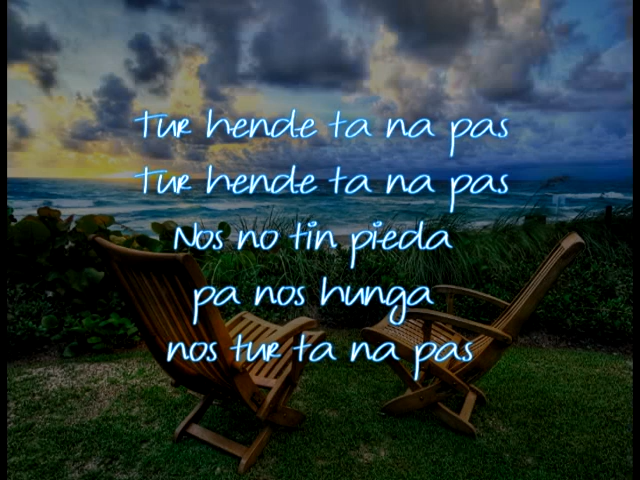 Tur hende ta na pas
Tur hende ta na pas
Nos no tin pieda
pa nos hunga
nos tur ta na pas